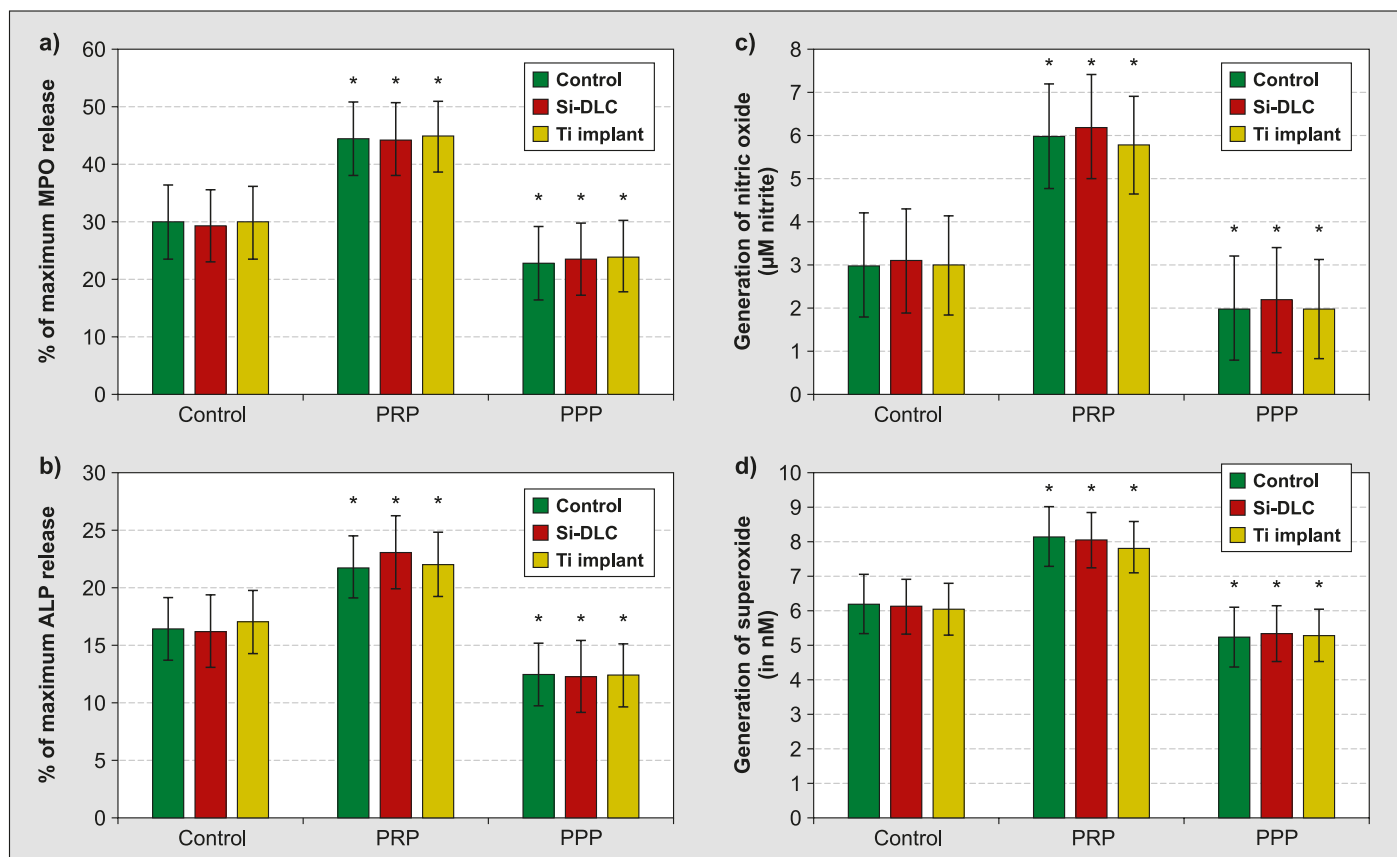 a)
% of maximum MPO release
60
50
40
30
20
10
0
* * *
* * *
Control
Si-DLC
Ti implant
Control PRP PPP
c)
Generation of nitric oxide
(µM nitrite)
8
7
6
5
4
3
2
1
0
* * *
* * *
Control
Si-DLC
Ti implant
Control PRP PPP
b)
% of maximum ALP release
30
25
20
15
10
5
0
* * *
* * *
Control
Si-DLC
Ti implant
Control PRP PPP
d)
Generation of superoxide
(in nM)
10
9
8
7
6
5
4
3
2
1
0
* * *
* * *
Control
Si-DLC
Ti implant
Control PRP PPP